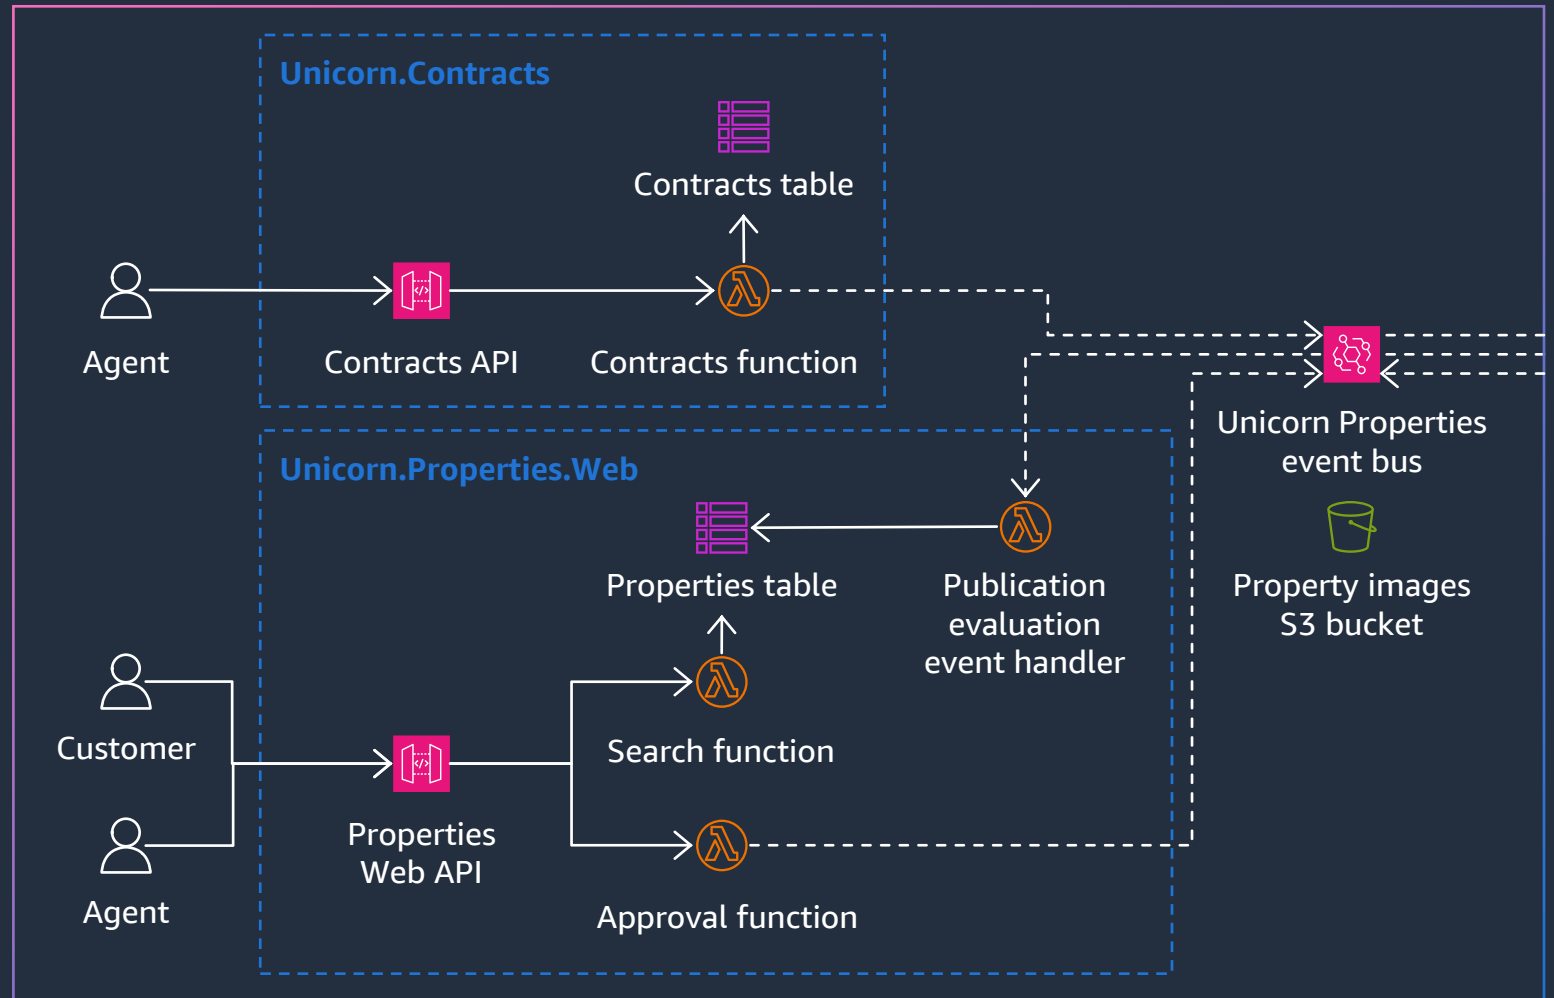 Unicorn.Contracts
Contracts table
Agent
Contracts API
Contracts function
Unicorn Properties
event bus
Unicorn.Properties.Web
Properties table
Publication
evaluation
event handler
Property images
S3 bucket
Customer
Search function
Properties
Web API
Agent
Approval function